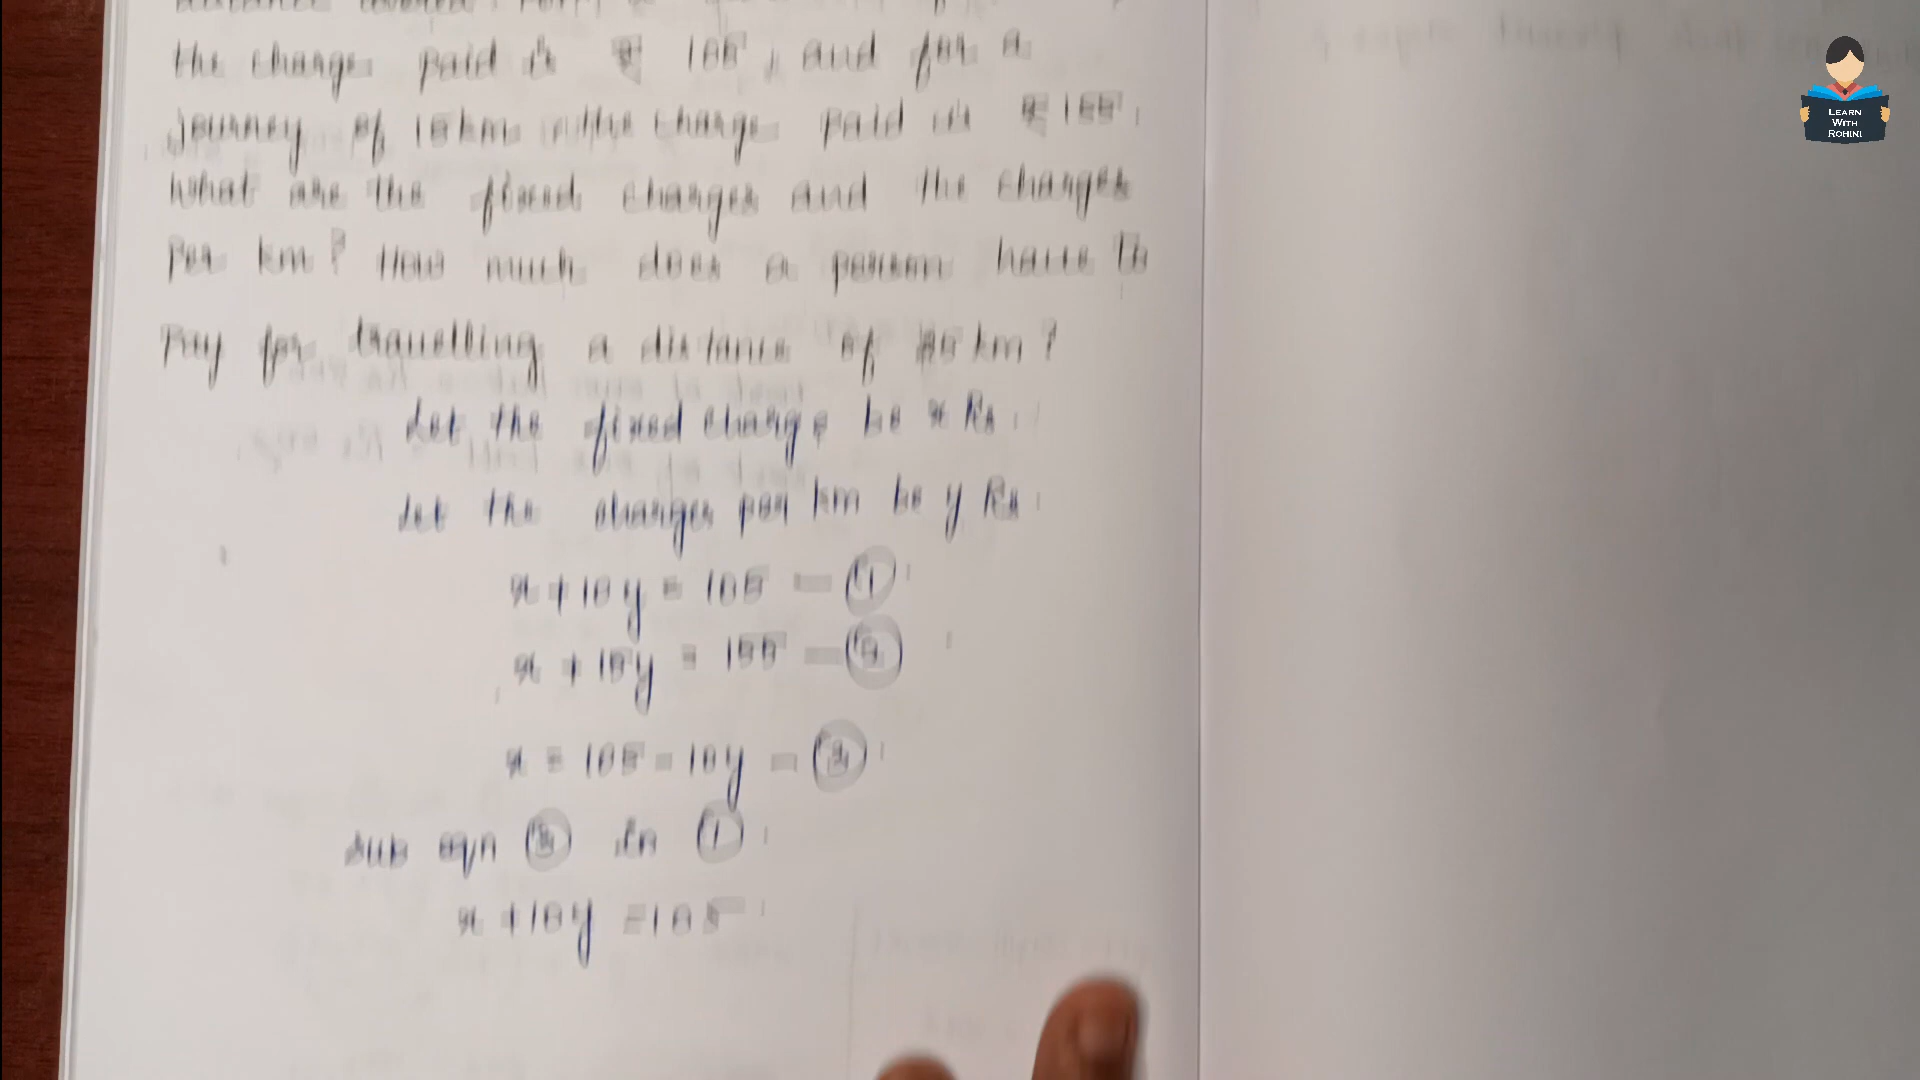 the charge paid is ₹ 105, and for a
journey of 15 km the charge paid is ₹ 155.
What are the fixed charges and the charges
per km? How much does a person have to
Pay for travelling a distance of 25 km?
Let the fixed charge be x Rs.
Let the charges per km be y Rs.
x + 10y = 105 — ①
x + 15y = 155 — ②
x = 105 - 10y — ③
sub eqn ③ in ①
x + 10y = 105
LEARN
WITH
ROHINI